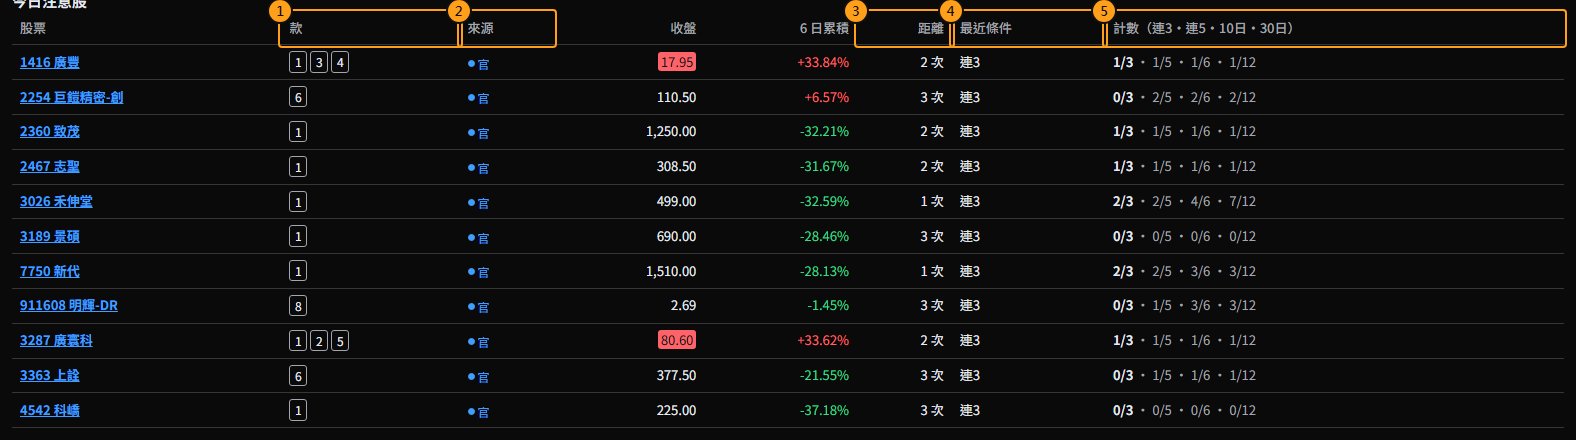 今日注意股
1 2 3 4 5
股票 款 來源 收盤 6 日累積 距離 最近條件 計數（連3・連5・10日・30日）
1416 廣豐 1 3 4 官 17.95 +33.84% 2 次 連3 1/3 ・ 1/5 ・ 1/6 ・ 1/12
2254 巨鎧精密-創 6 官 110.50 +6.57% 3 次 連3 0/3 ・ 2/5 ・ 2/6 ・ 2/12
2360 致茂 1 官 1,250.00 -32.21% 2 次 連3 1/3 ・ 1/5 ・ 1/6 ・ 1/12
2467 志聖 1 官 308.50 -31.67% 2 次 連3 1/3 ・ 1/5 ・ 1/6 ・ 1/12
3026 禾伸堂 1 官 499.00 -32.59% 1 次 連3 2/3 ・ 2/5 ・ 4/6 ・ 7/12
3189 景碩 1 官 690.00 -28.46% 3 次 連3 0/3 ・ 0/5 ・ 0/6 ・ 0/12
7750 新代 1 官 1,510.00 -28.13% 1 次 連3 2/3 ・ 2/5 ・ 3/6 ・ 3/12
911608 明輝-DR 8 官 2.69 -1.45% 3 次 連3 0/3 ・ 1/5 ・ 3/6 ・ 3/12
3287 廣寰科 1 2 5 官 80.60 +33.62% 2 次 連3 1/3 ・ 1/5 ・ 1/6 ・ 1/12
3363 上詮 6 官 377.50 -21.55% 3 次 連3 0/3 ・ 1/5 ・ 1/6 ・ 1/12
4542 科嶠 1 官 225.00 -37.18% 3 次 連3 0/3 ・ 0/5 ・ 0/6 ・ 0/12